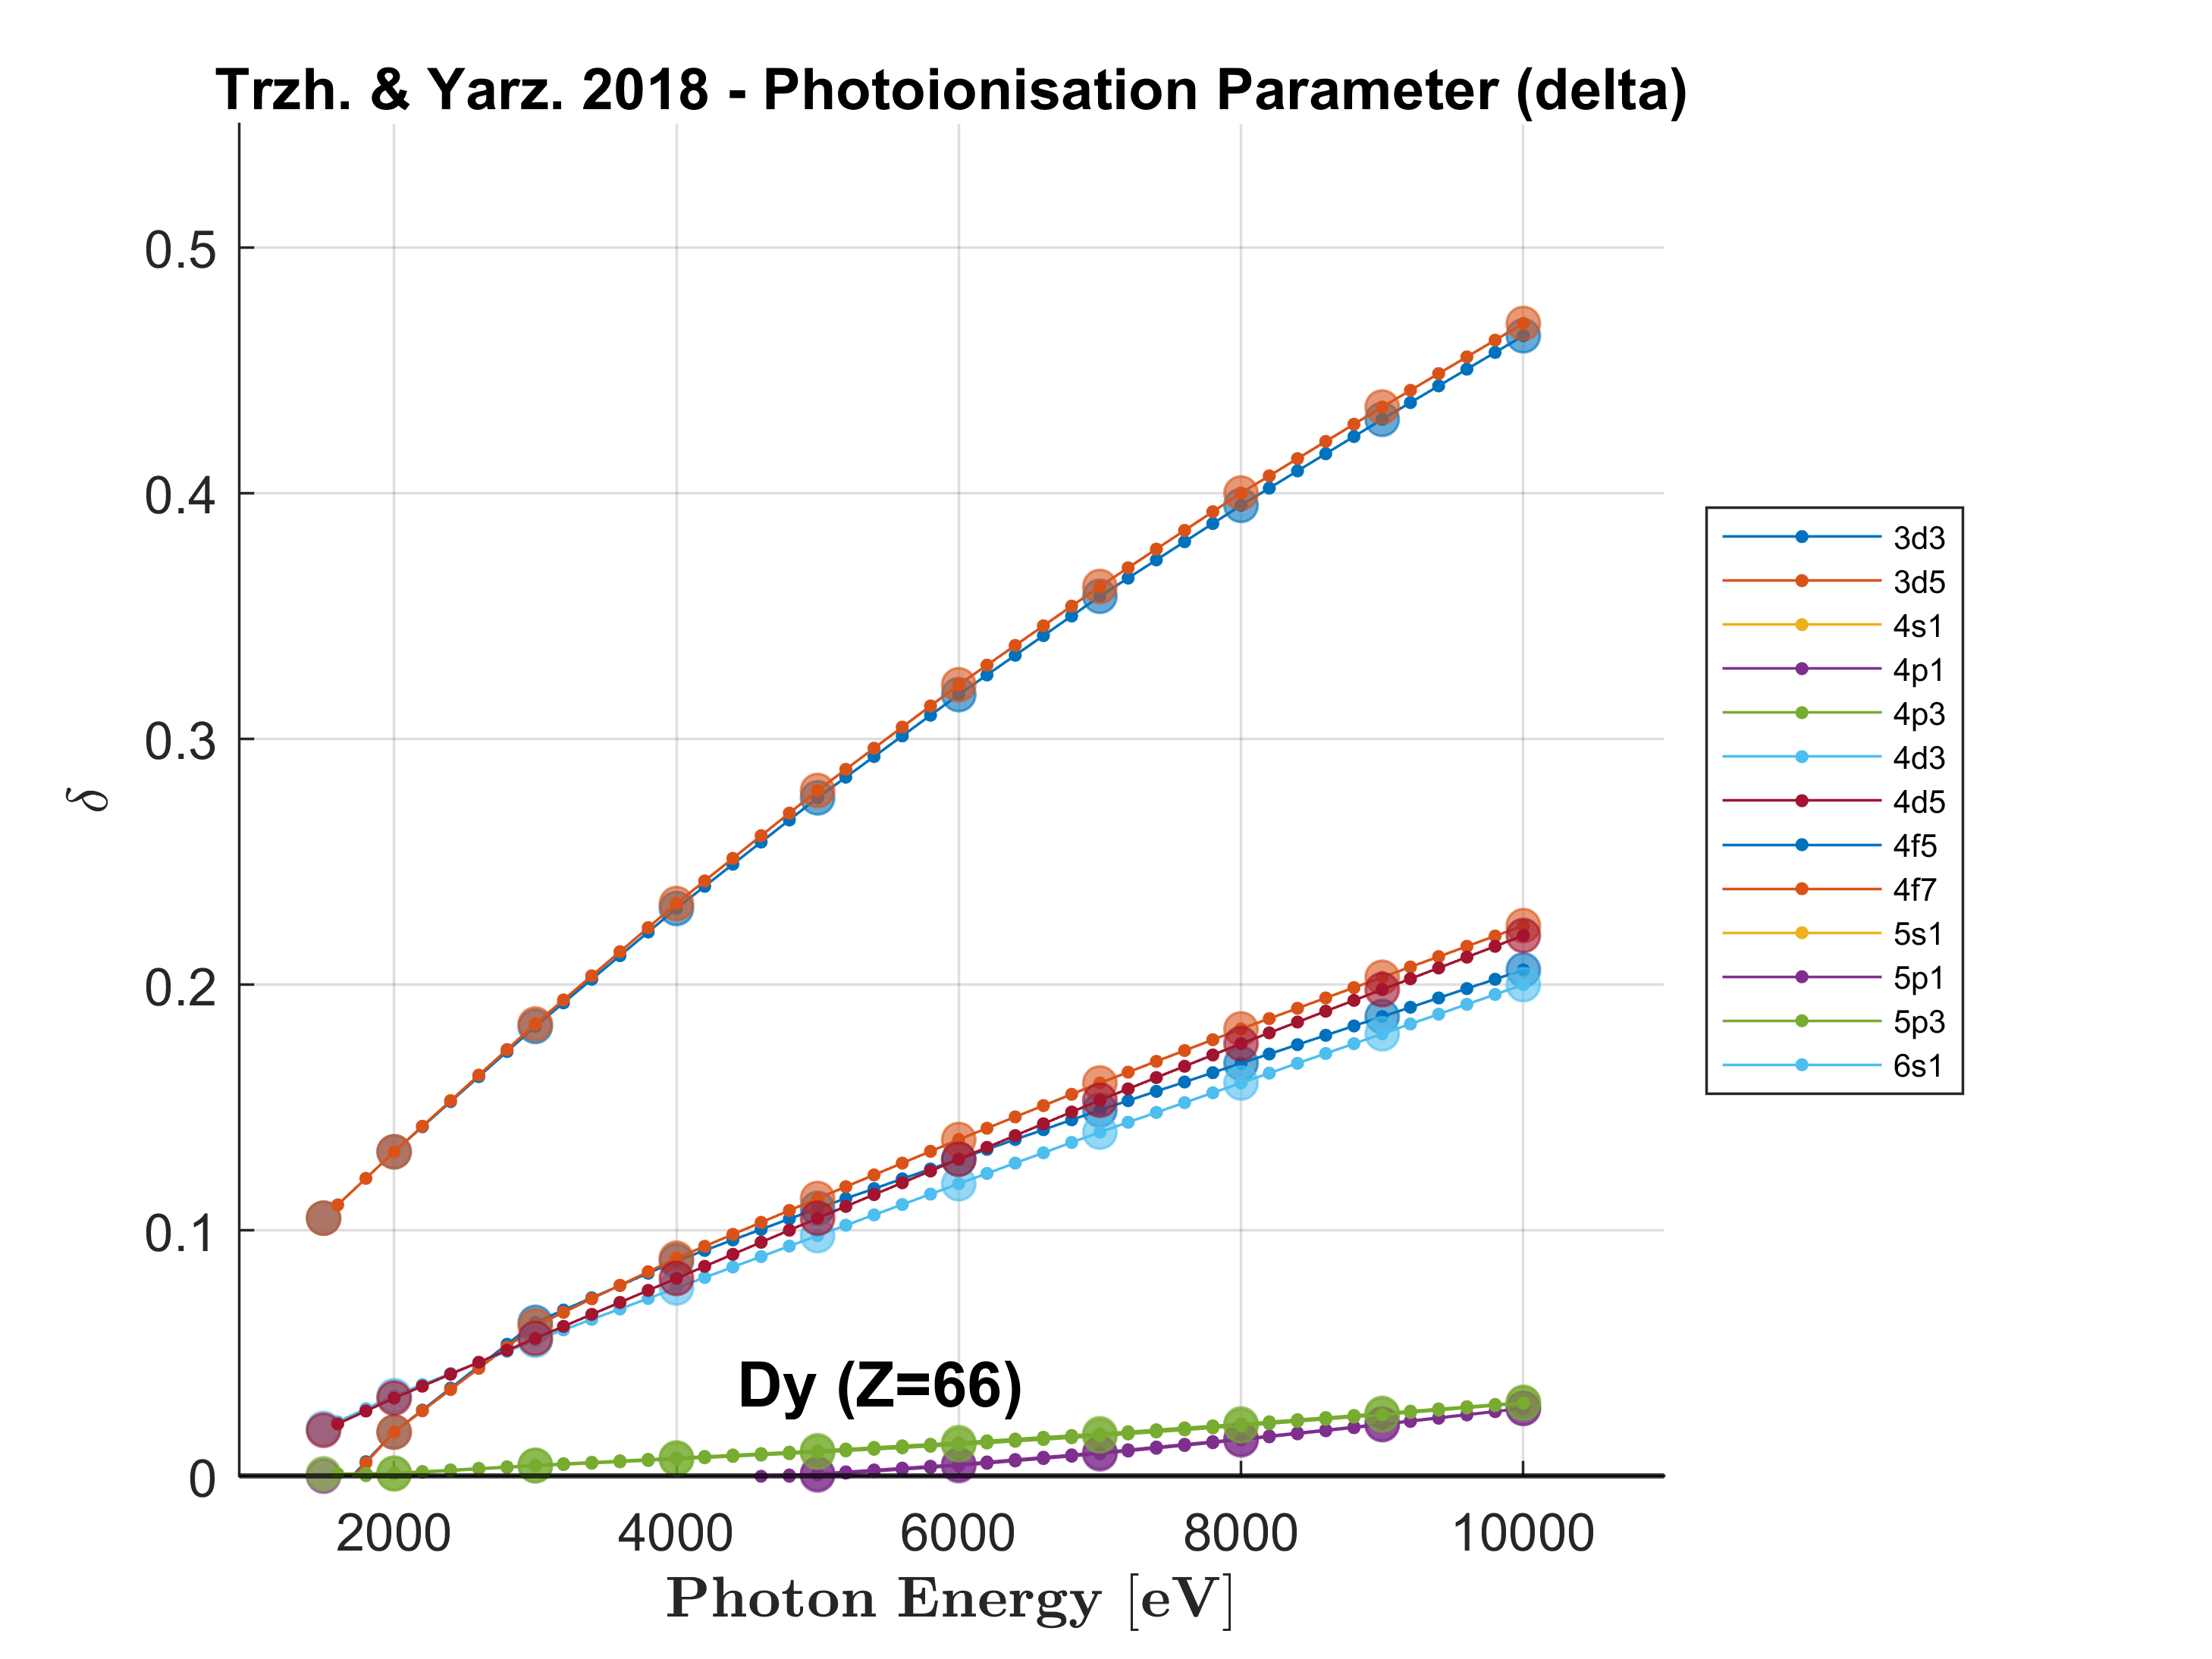 Trzh. & Yarz. 2018 - Photoionisation Parameter (delta)
0.5
0.4
0.3
0.2
0.1
0
δ
2000 4000 6000 8000 10000
Photon Energy [eV]
Dy (Z=66)
3d3
3d5
4s1
4p1
4p3
4d3
4d5
4f5
4f7
5s1
5p1
5p3
6s1